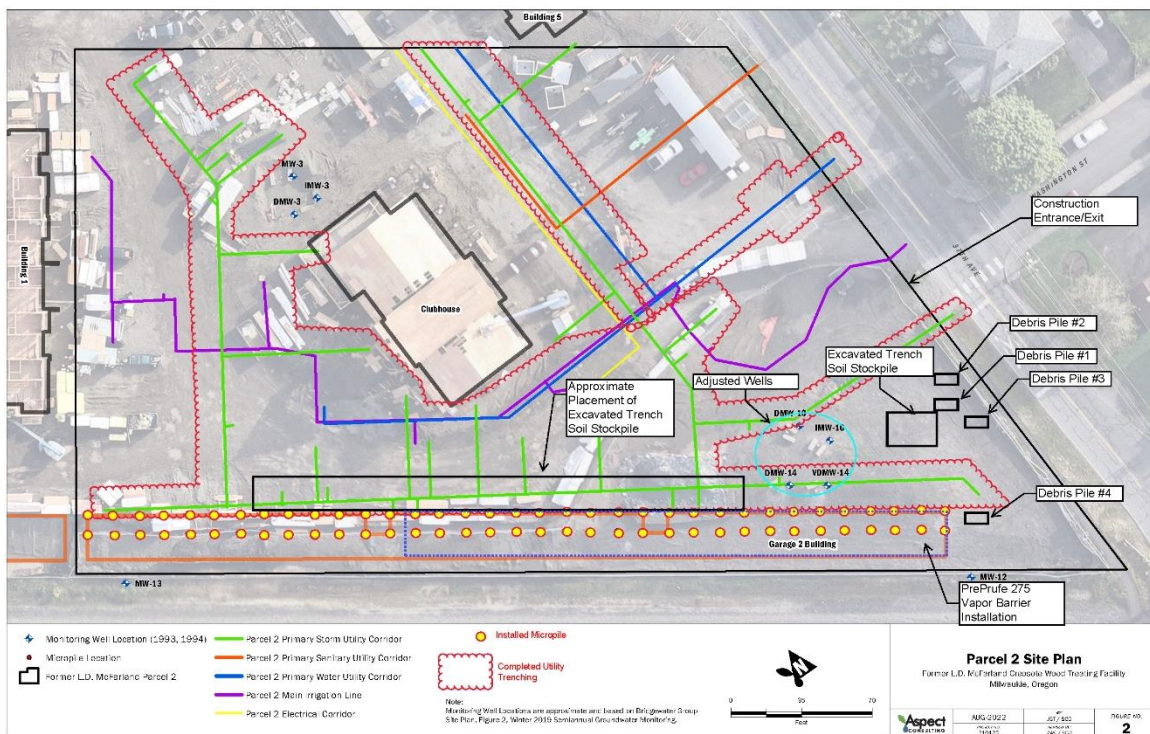 Building 5
MW-3
IMW-3
DMW-3
WASHINGTON ST
Construction
Entrance/Exit
Building 1
Clubhouse
Debris Pile #2
Excavated Trench
Soil Stockpile
Debris Pile #1
Approximate
Placement of
Excavated Trench
Soil Stockpile
Adjusted Wells
Debris Pile #3
IMW-16
DMW-14
VDMW-14
Debris Pile #4
Garage 2 Building
MW-13
MW-12
PrePrufe 275
Vapor Barrier
Installation
Monitoring Well Location (1993, 1994)
Micropile Location
Former L.D. McFarland Parcel 2
Parcel 2 Primary Storm Utility Corridor
Parcel 2 Primary Sanitary Utility Corridor
Parcel 2 Primary Water Utility Corridor
Parcel 2 Main Irrigation Line
Parcel 2 Electrical Corridor
Installed Micropile
Completed Utility
Trenching
Note:
Monitoring Well Locations are approximate and based on Bridgewater Group
Site Plan, Figure 2, Winter 2019 Semiannual Groundwater Monitoring.
N
0 35 70
Feet
Parcel 2 Site Plan
Former L.D. McFarland Creosote Wood Treating Facility
Milwaukie, Oregon
Aspect
CONSULTING
AUG-2022
FIGURE NO.
2